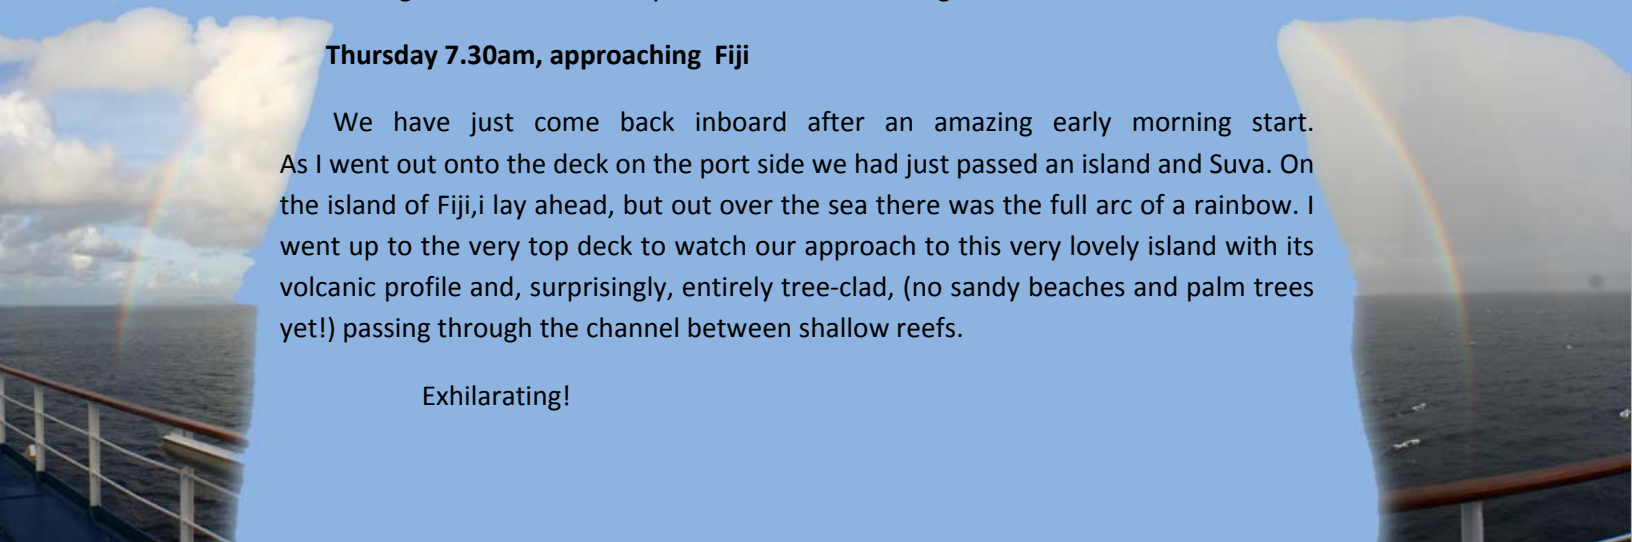 Thursday 7.30am, approaching Fiji
We have just come back inboard after an amazing early morning start.
As I went out onto the deck on the port side we had just passed an island and Suva. On
the island of Fiji,i lay ahead, but out over the sea there was the full arc of a rainbow. I
went up to the very top deck to watch our approach to this very lovely island with its
volcanic profile and, surprisingly, entirely tree-clad, (no sandy beaches and palm trees
yet!) passing through the channel between shallow reefs.
Exhilarating!